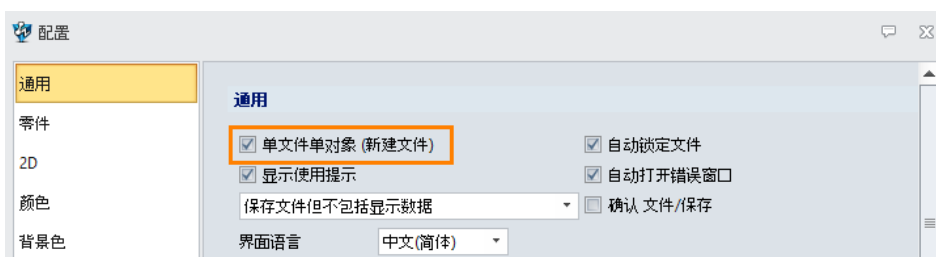 配置
通用
零件
2D
颜色
背景色
通用
单文件单对象 (新建文件)
自动锁定文件
显示使用提示
自动打开错误窗口
保存文件但不包括显示数据
确认 文件/保存
界面语言
中文(简体)